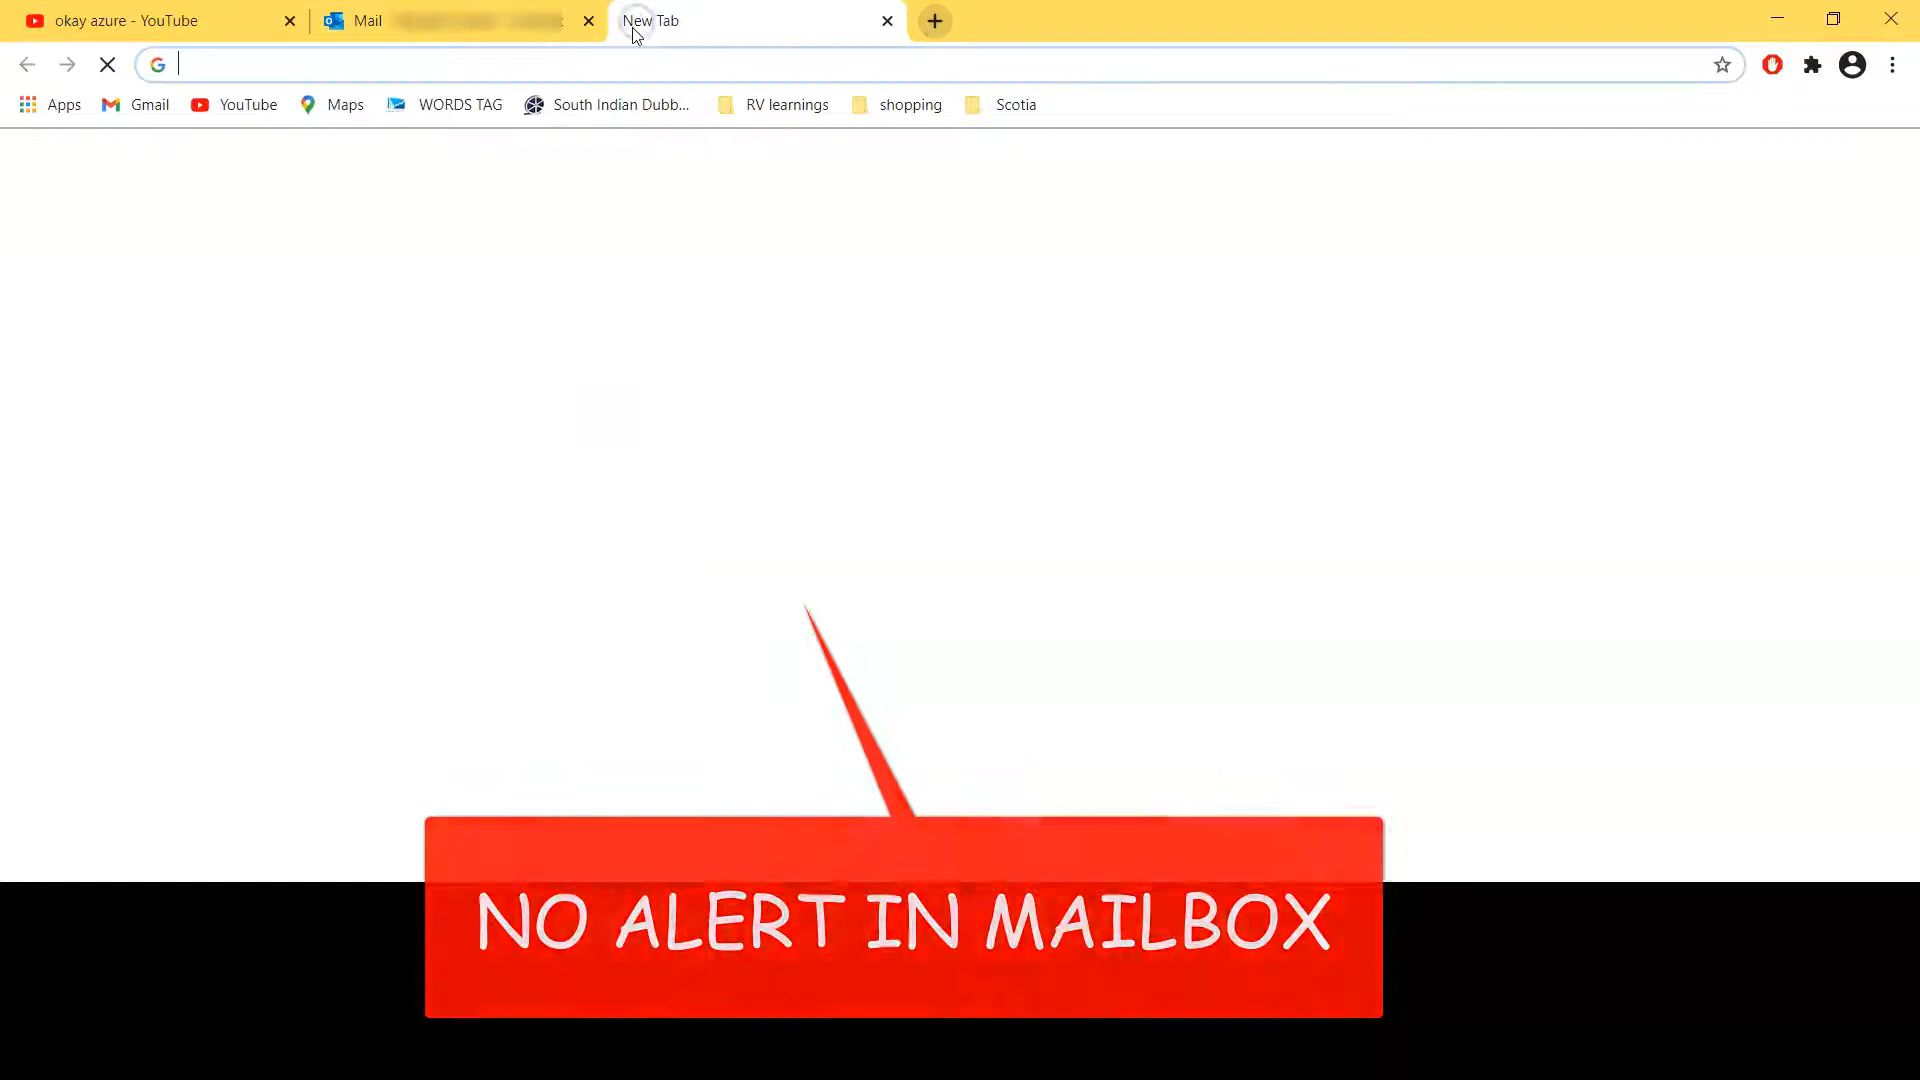 okay azure - YouTube
Mail
New Tab
Apps
Gmail
YouTube
Maps
WORDS TAG
South Indian Dubb...
RV learnings
shopping
Scotia
NO ALERT IN MAILBOX